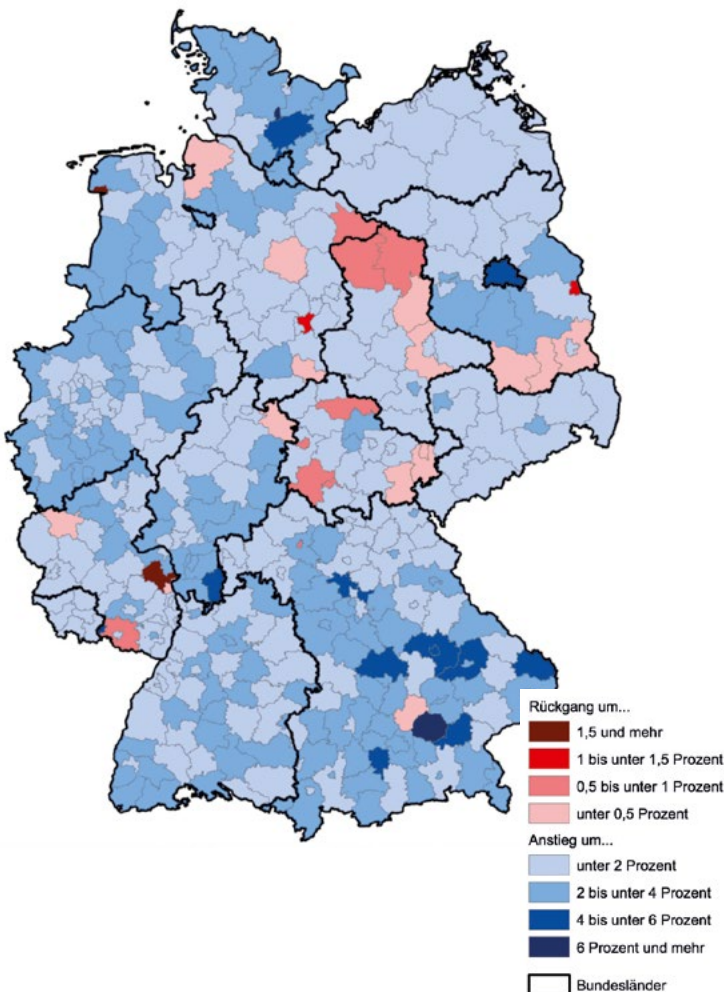 Rückgang um...
1,5 und mehr
1 bis unter 1,5 Prozent
0,5 bis unter 1 Prozent
unter 0,5 Prozent
Anstieg um...
unter 2 Prozent
2 bis unter 4 Prozent
4 bis unter 6 Prozent
6 Prozent und mehr
Bundesländer